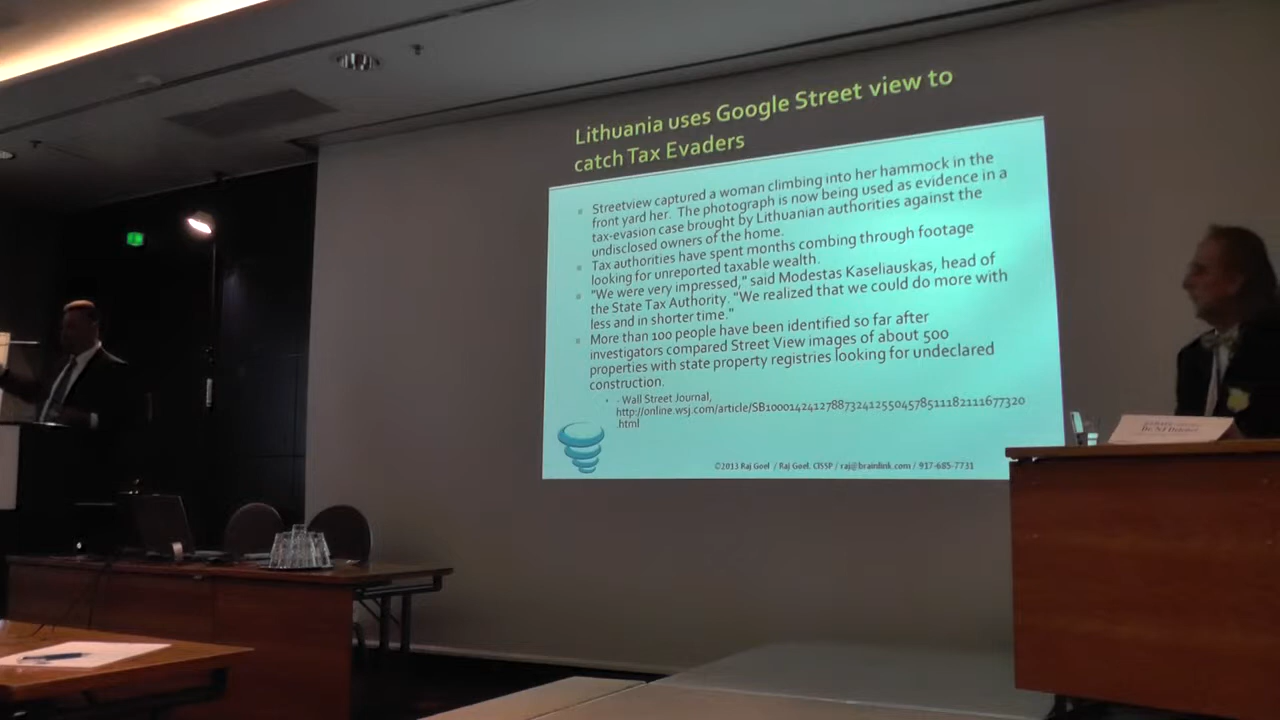 Lithuania uses Google Street view to
catch Tax Evaders
Streetview captured a woman climbing into her hammock in the
front yard her. The photograph is now being used as evidence in a
tax-evasion case brought by Lithuanian authorities against the
undisclosed owners of the home.
Tax authorities have spent months combing through footage
looking for unreported taxable wealth.
"We were very impressed," said Modestas Kaseliauskas, head of
the State Tax Authority. "We realized that we could do more with
less and in shorter time."
More than 100 people have been identified so far after
investigators compared Street View images of about 500
properties with state property registries looking for undeclared
construction.
- Wall Street Journal,
http://online.wsj.com/article/SB10001424127887324125504578511182111677320
.html
©2013 Raj Goel / Raj Goel, CISSP / raj@brainlink.com / 917-685-7731